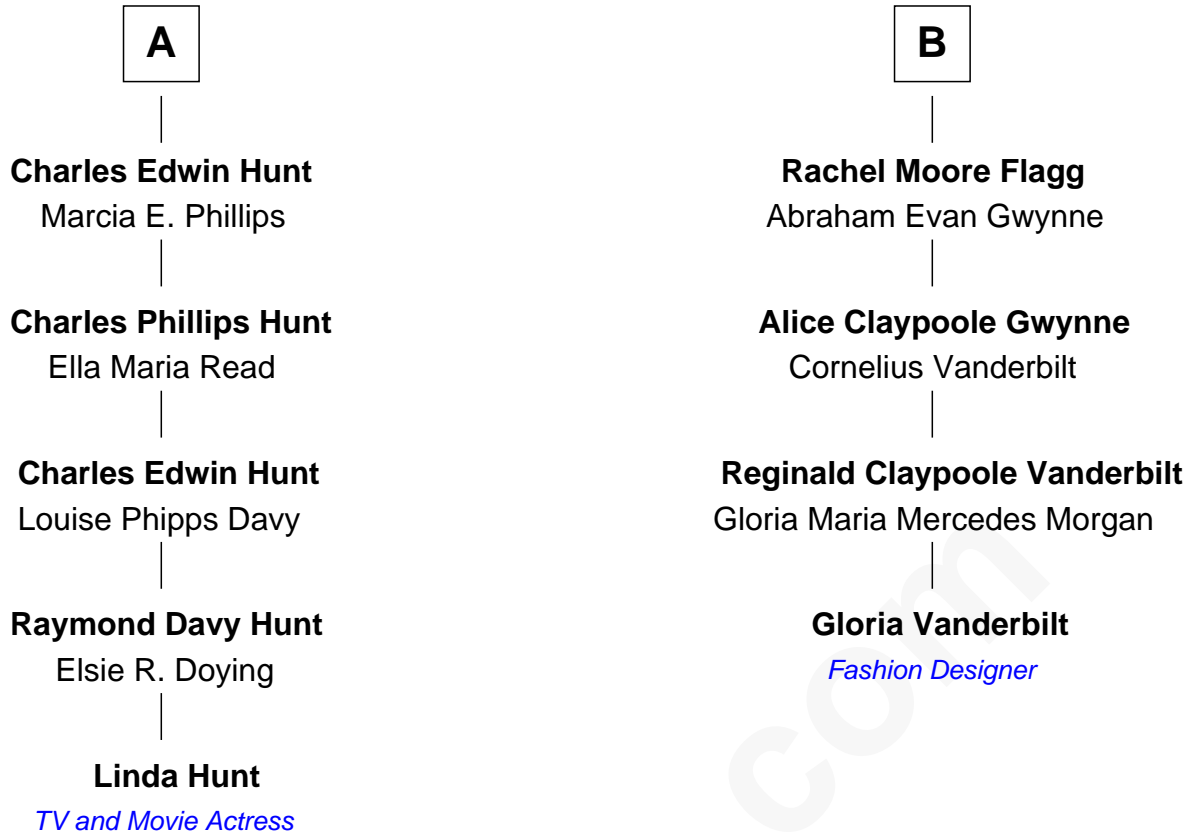 A
Charles Edwin Hunt
Marcia E. Phillips
Charles Phillips Hunt
Ella Maria Read
Charles Edwin Hunt
Louise Phipps Davy
Raymond Davy Hunt
Elsie R. Doying
Linda Hunt
TV and Movie Actress
B
Rachel Moore Flagg
Abraham Evan Gwynne
Alice Claypoole Gwynne
Cornelius Vanderbilt
Reginald Claypoole Vanderbilt
Gloria Maria Mercedes Morgan
Gloria Vanderbilt
Fashion Designer
com